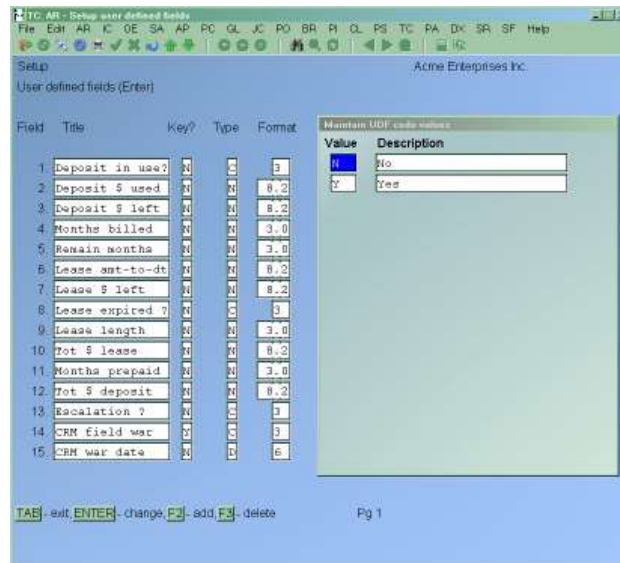 TC: AR - Setup user defined fields
File Edit AR IC OE SA AP PC GL JC PO BR PI CL PS TC PA DX SR SF Help
Setup Acme Enterprises Inc.
User defined fields (Enter)
Field Title Key? Type Format
1. Deposit in use? N C 3
2. Deposit $ used N N 8.2
3. Deposit $ left N N 8.2
4. Months billed N N 3.0
5. Remain months N N 3.0
6. Lease amt-to-dt N N 8.2
7. Lease $ left N N 8.2
8. Lease expired ? N C 3
9. Lease length N N 3.0
10. Tot $ lease N N 8.2
11. Months prepaid N N 3.0
12. Tot $ deposit N N 8.2
13. Escalation ? N C 3
14. CRM field war Y C 3
15. CRM war date N D 6
Maintain UDF code values
Value Description
N No
Y Yes
TAB - exit, ENTER - change, F2 - add, F3 - delete Pg 1